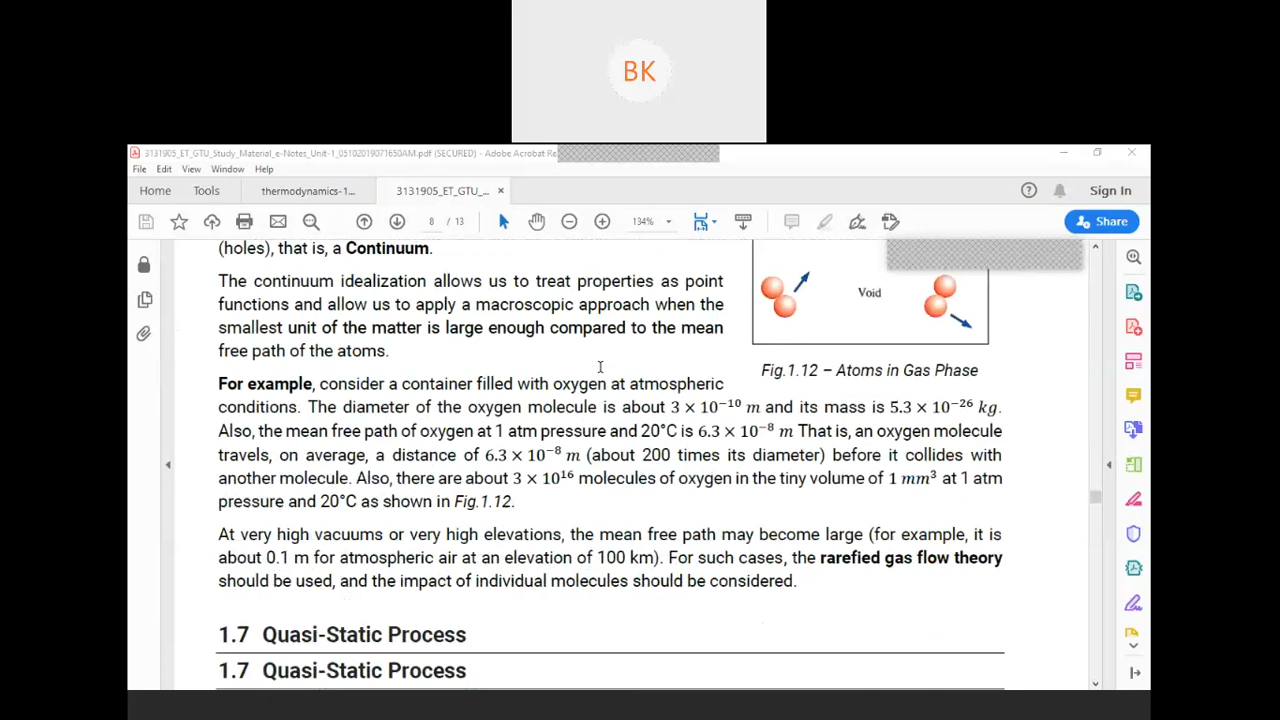 BK
3131905_ET_GTU_Study_Material_e-Notes_Unit-1_05102019071650AM.pdf (SECURED) - Adobe Acrobat Re
File Edit View Window Help
Home Tools thermodynamics-1... 3131905_ET_GTU_... × Sign In
8 / 13 134% Share
(holes), that is, a Continuum.
The continuum idealization allows us to treat properties as point
functions and allow us to apply a macroscopic approach when the
smallest unit of the matter is large enough compared to the mean
free path of the atoms.
Void
Fig.1.12 – Atoms in Gas Phase
For example, consider a container filled with oxygen at atmospheric
conditions. The diameter of the oxygen molecule is about 3 × 10⁻¹⁰ m and its mass is 5.3 × 10⁻²⁶ kg.
Also, the mean free path of oxygen at 1 atm pressure and 20°C is 6.3 × 10⁻⁸ m That is, an oxygen molecule
travels, on average, a distance of 6.3 × 10⁻⁸ m (about 200 times its diameter) before it collides with
another molecule. Also, there are about 3 × 10¹⁶ molecules of oxygen in the tiny volume of 1 mm³ at 1 atm
pressure and 20°C as shown in Fig.1.12.
At very high vacuums or very high elevations, the mean free path may become large (for example, it is
about 0.1 m for atmospheric air at an elevation of 100 km). For such cases, the rarefied gas flow theory
should be used, and the impact of individual molecules should be considered.
1.7 Quasi-Static Process
1.7 Quasi-Static Process